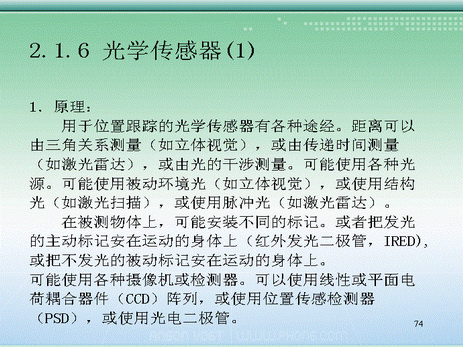 2.1.6 光学传感器(1)
1．原理：
用于位置跟踪的光学传感器有各种途经。距离可以
由三角关系测量（如立体视觉），或由传递时间测量
（如激光雷达），或由光的干涉测量。可能使用各种光
源。可能使用被动环境光（如立体视觉），或使用结构
光（如激光扫描），或使用脉冲光（如激光雷达）。
在被测物体上，可能安装不同的标记。或者把发光
的主动标记安在运动的身体上（红外发光二极管，IRED),
或把不发光的被动标记安在运动的身体上。
可能使用各种摄像机或检测器。可以使用线性或平面电
荷耦合器件（CCD）阵列，或使用位置传感检测器
（PSD），或使用光电二极管。
74